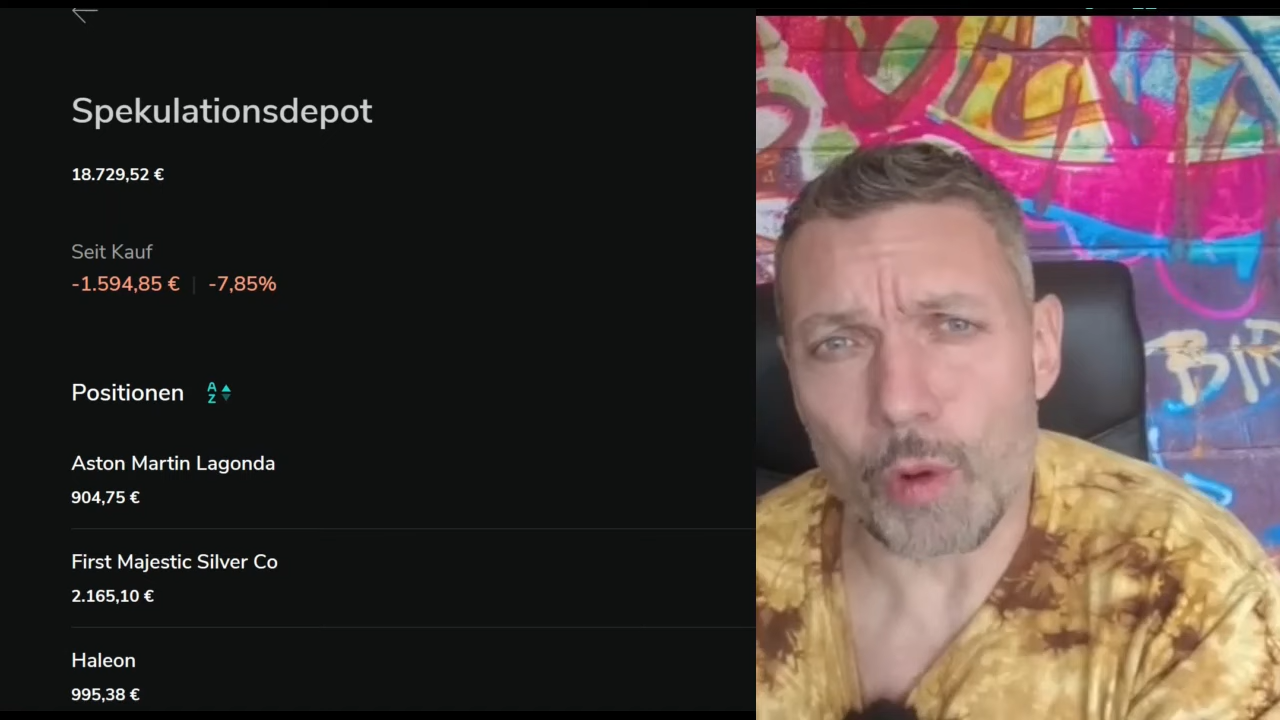 Spekulationsdepot
18.729,52 €
Seit Kauf
-1.594,85 € | -7,85%
Positionen
Aston Martin Lagonda
904,75 €
First Majestic Silver Co
2.165,10 €
Haleon
995,38 €